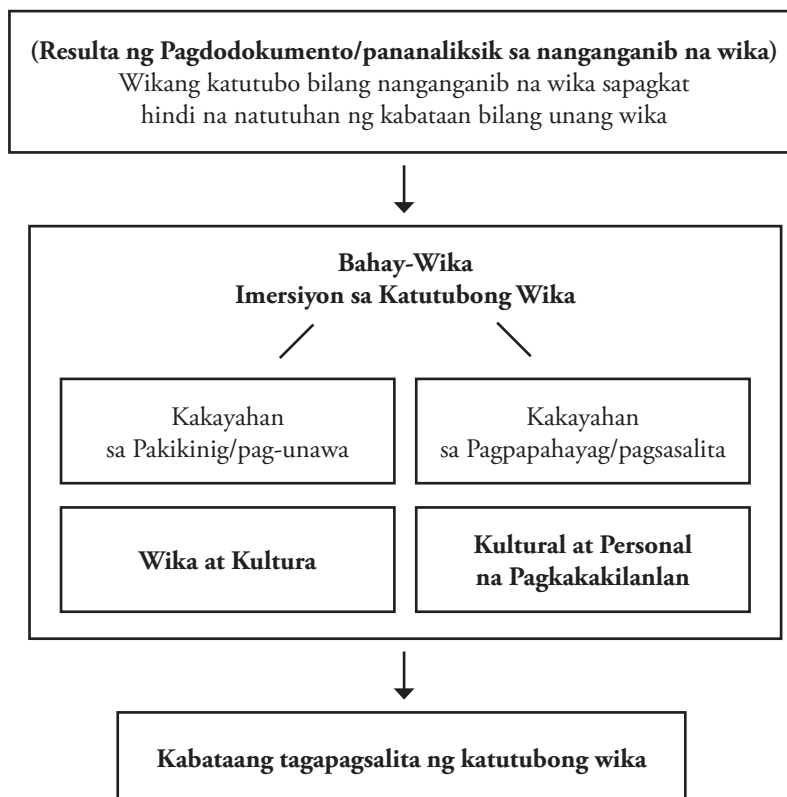 (Resulta ng Pagdodokumento/pananaliksik sa nanganganib na wika)
Wikang katutubo bilang nanganganib na wika sapagkat
hindi na natutuhan ng kabataan bilang unang wika
Bahay-Wika
Imersiyon sa Katutubong Wika
Kakayahan
sa Pakikinig/pag-unawa
Kakayahan
sa Pagpapahayag/pagsasalita
Wika at Kultura
Kultural at Personal
na Pagkakakilanlan
Kabataang tagapagsalita ng katutubong wika